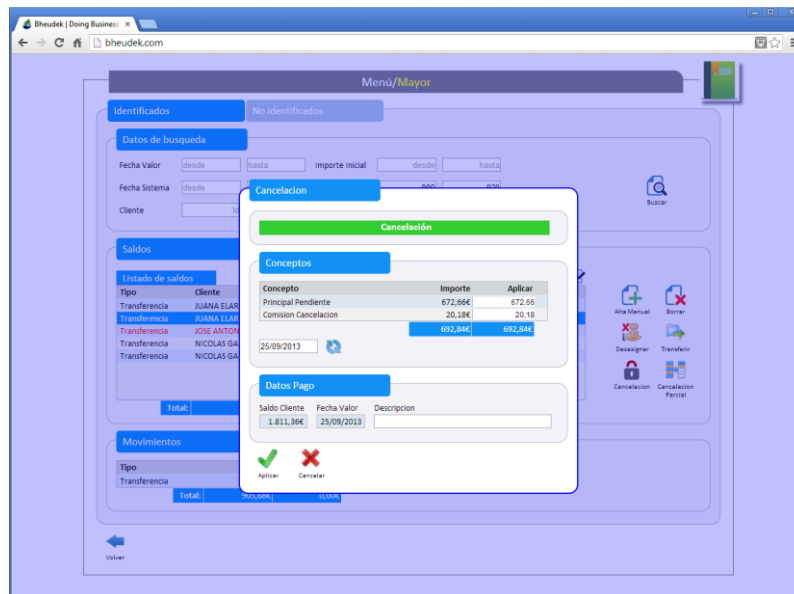 Bheudek | Doing Business
bheudek.com
Menú/Mayor
Identificados No Identificados
Datos de busqueda
Fecha Valor desde hasta Importe Inicial desde hasta
Fecha Sistema desde
Cliente
Buscar
Cancelacion
Cancelación
Saldos
Listado de saldos
Tipo Cliente
Transferencia JUANA ELAR
Transferencia JUANA ELAR
Transferencia JOSE ANTON
Transferencia NICOLAS GA
Transferencia NICOLAS GA
Total:
Conceptos
Concepto Importe Aplicar
Principal Pendiente 672,66€ 672,66
Comision Cancelacion 20,18€ 20,18
692,84€ 692,84€
25/09/2013
Alta Manual Borrar
Desasignar Transferir
Cancelacion Cancelacion
Parcial
Datos Pago
Saldo Cliente Fecha Valor Descripcion
1.811,36€ 25/09/2013
Aplicar Cancelar
Movimientos
Tipo
Transferencia
Total: 905,68€ 0,00€
Volver